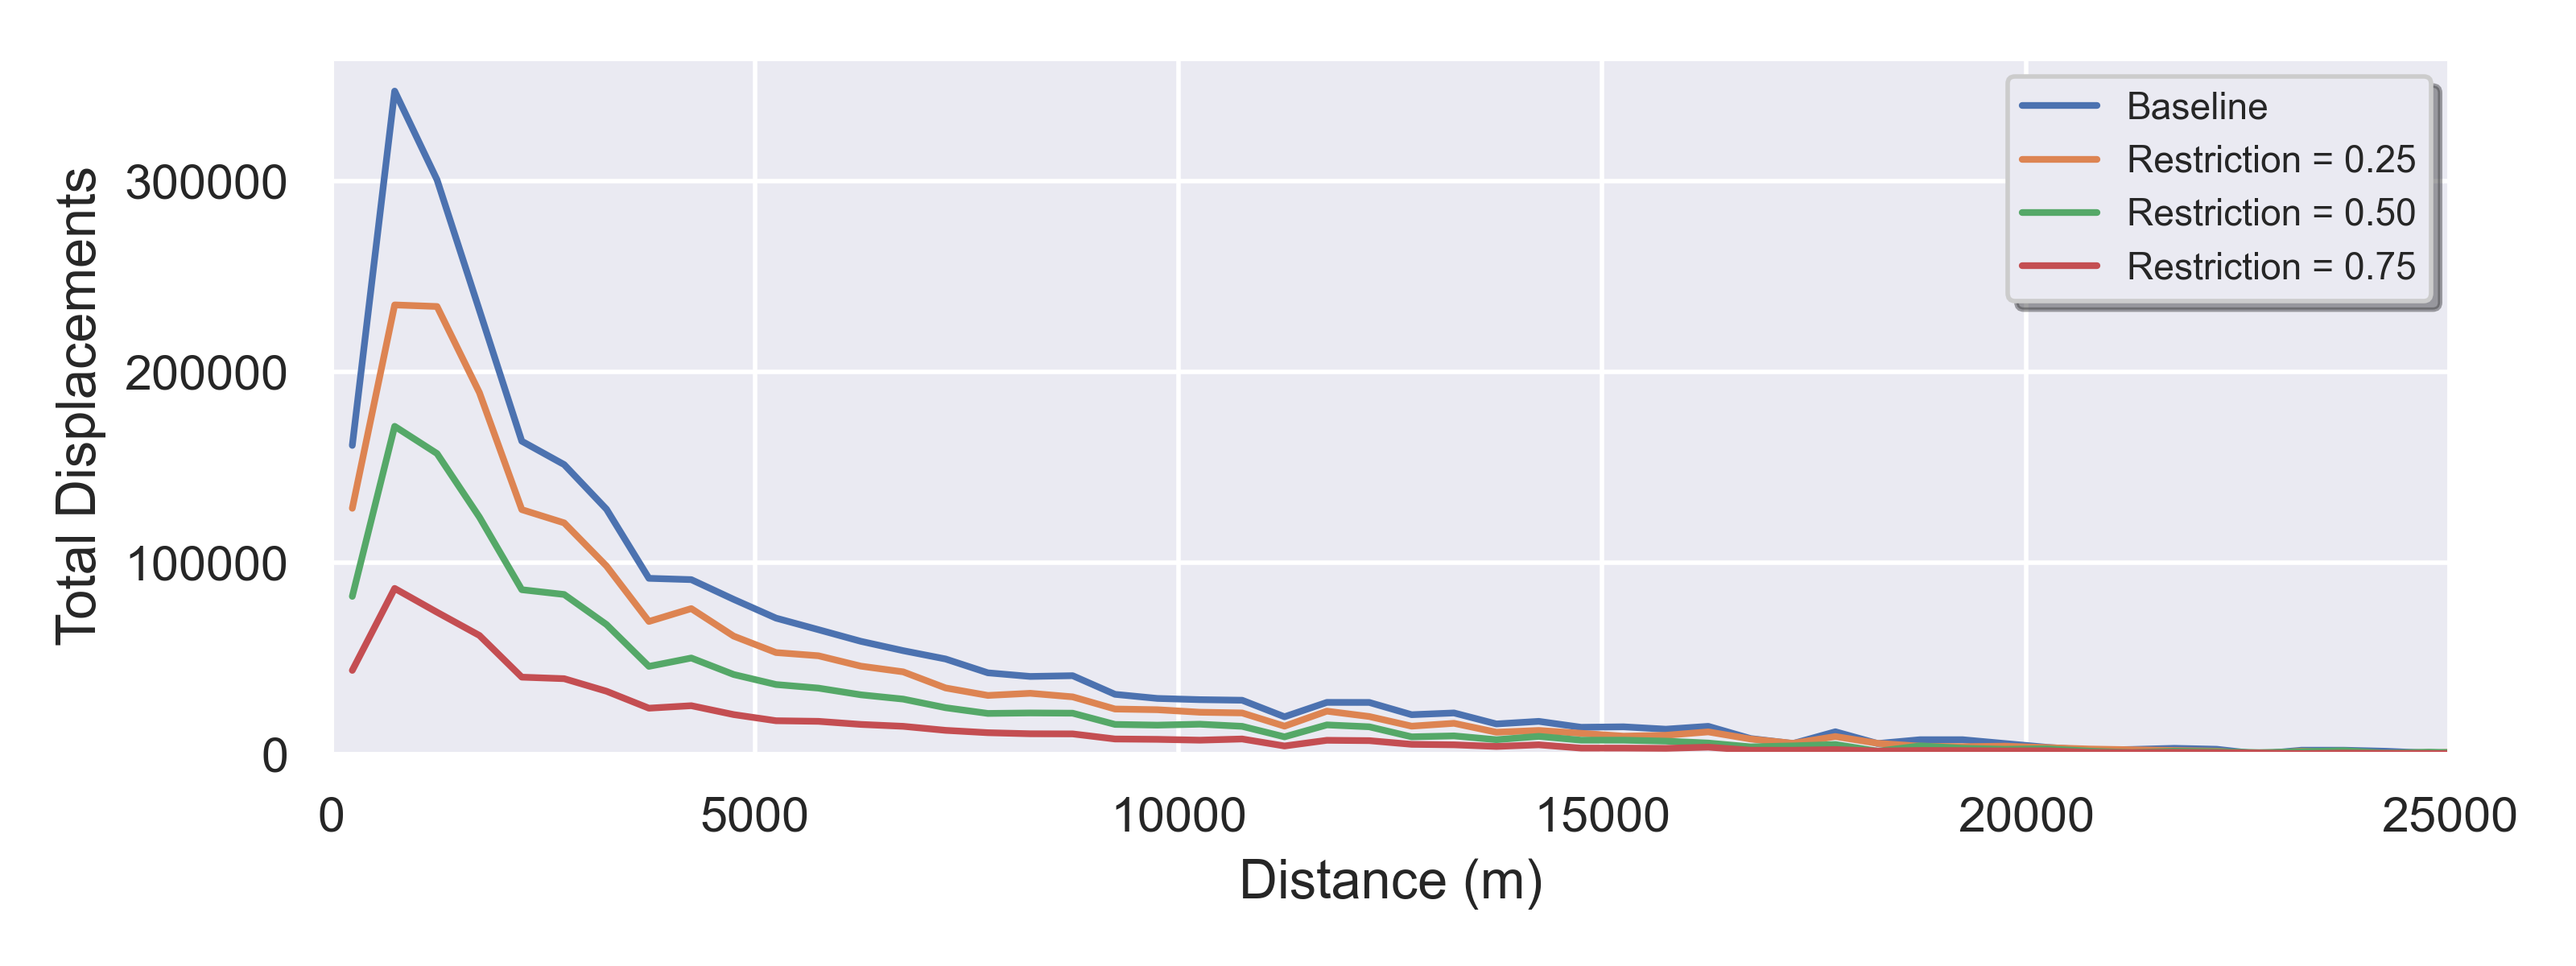 Total Displacements
300000
200000
100000
0
0 5000 10000 15000 20000 25000
Distance (m)
Baseline
Restriction = 0.25
Restriction = 0.50
Restriction = 0.75